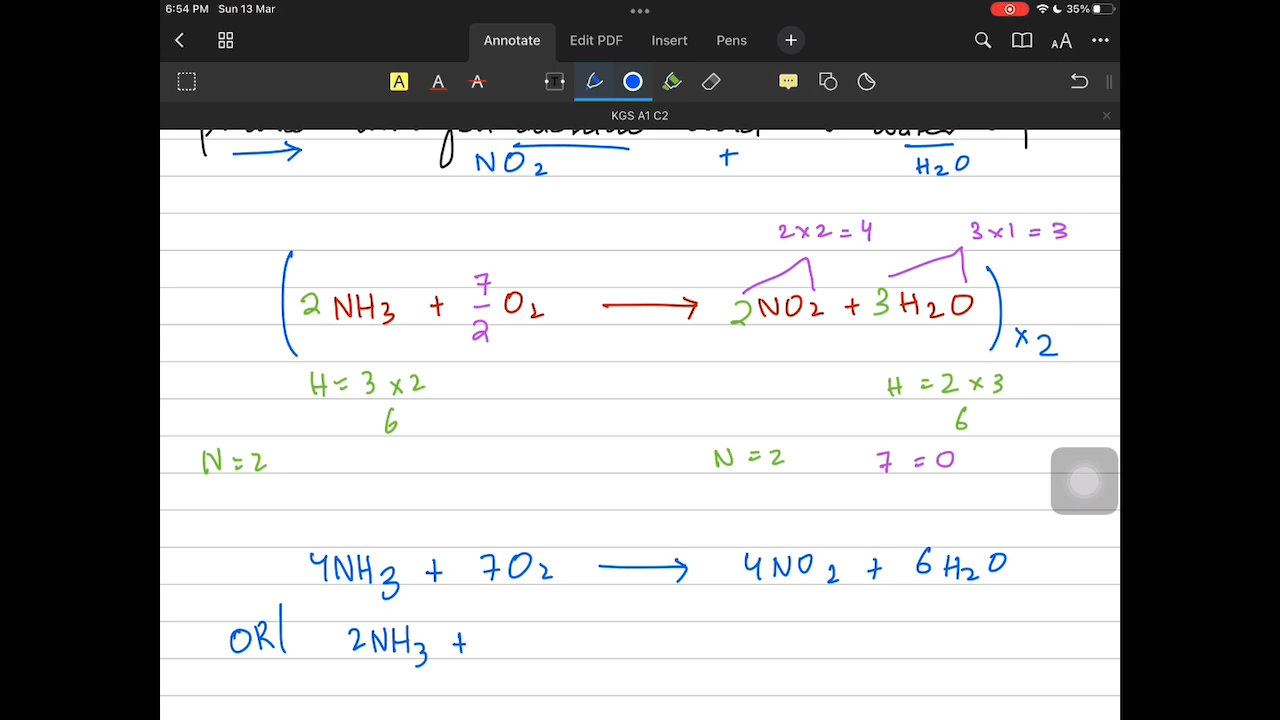 6:54 PM Sun 13 Mar
35%
Annotate Edit PDF Insert Pens
A A A T AA
KGS A1 C2
water
NO2 + H2O
2×2=4 3×1=3
(2NH3 + 7/2 O2 ⟶ 2NO2 + 3H2O)×2
H=3×2 H=2×3
6 6
N=2 N=2 7=O
4NH3 + 7O2 ⟶ 4NO2 + 6H2O
OR| 2NH3 +